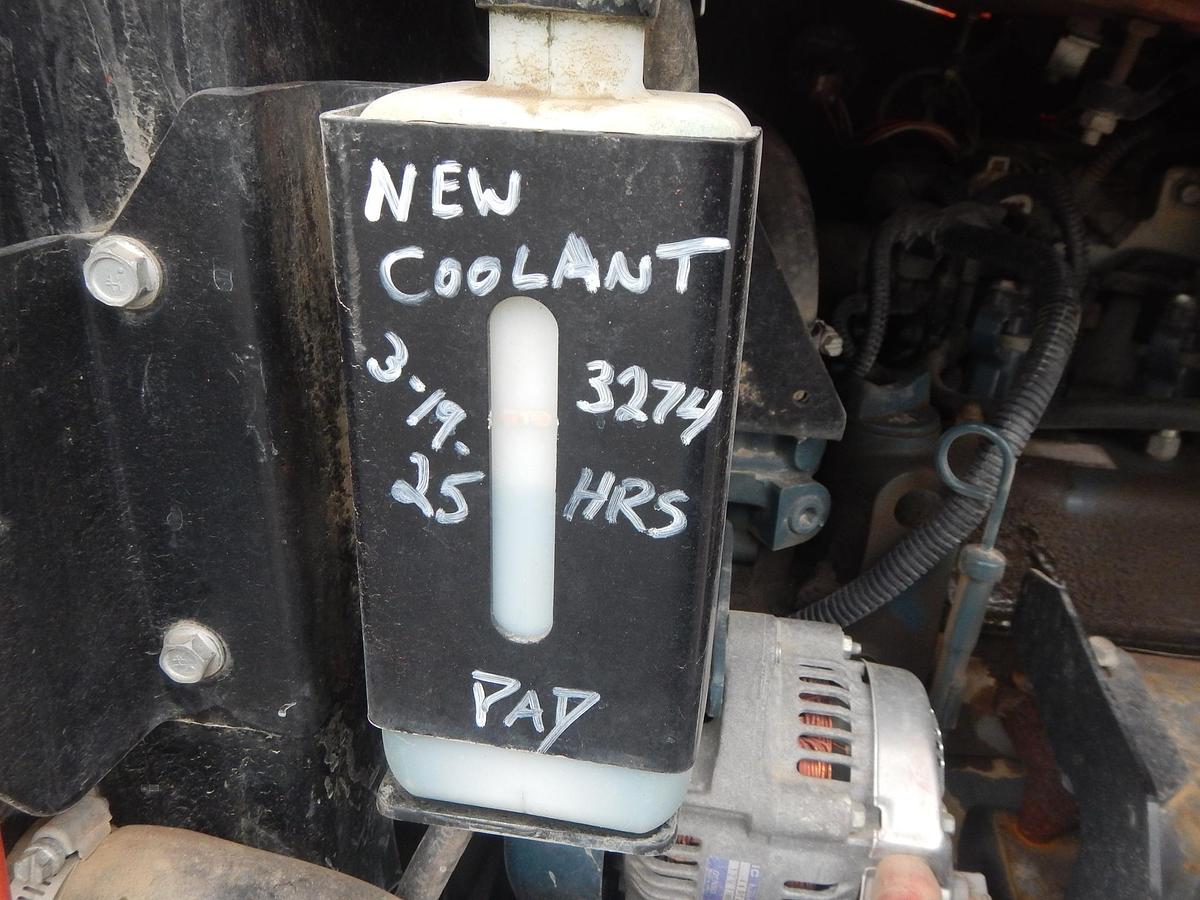 NEW
COOLANT
3-19-
25
3274
HRS
PAD